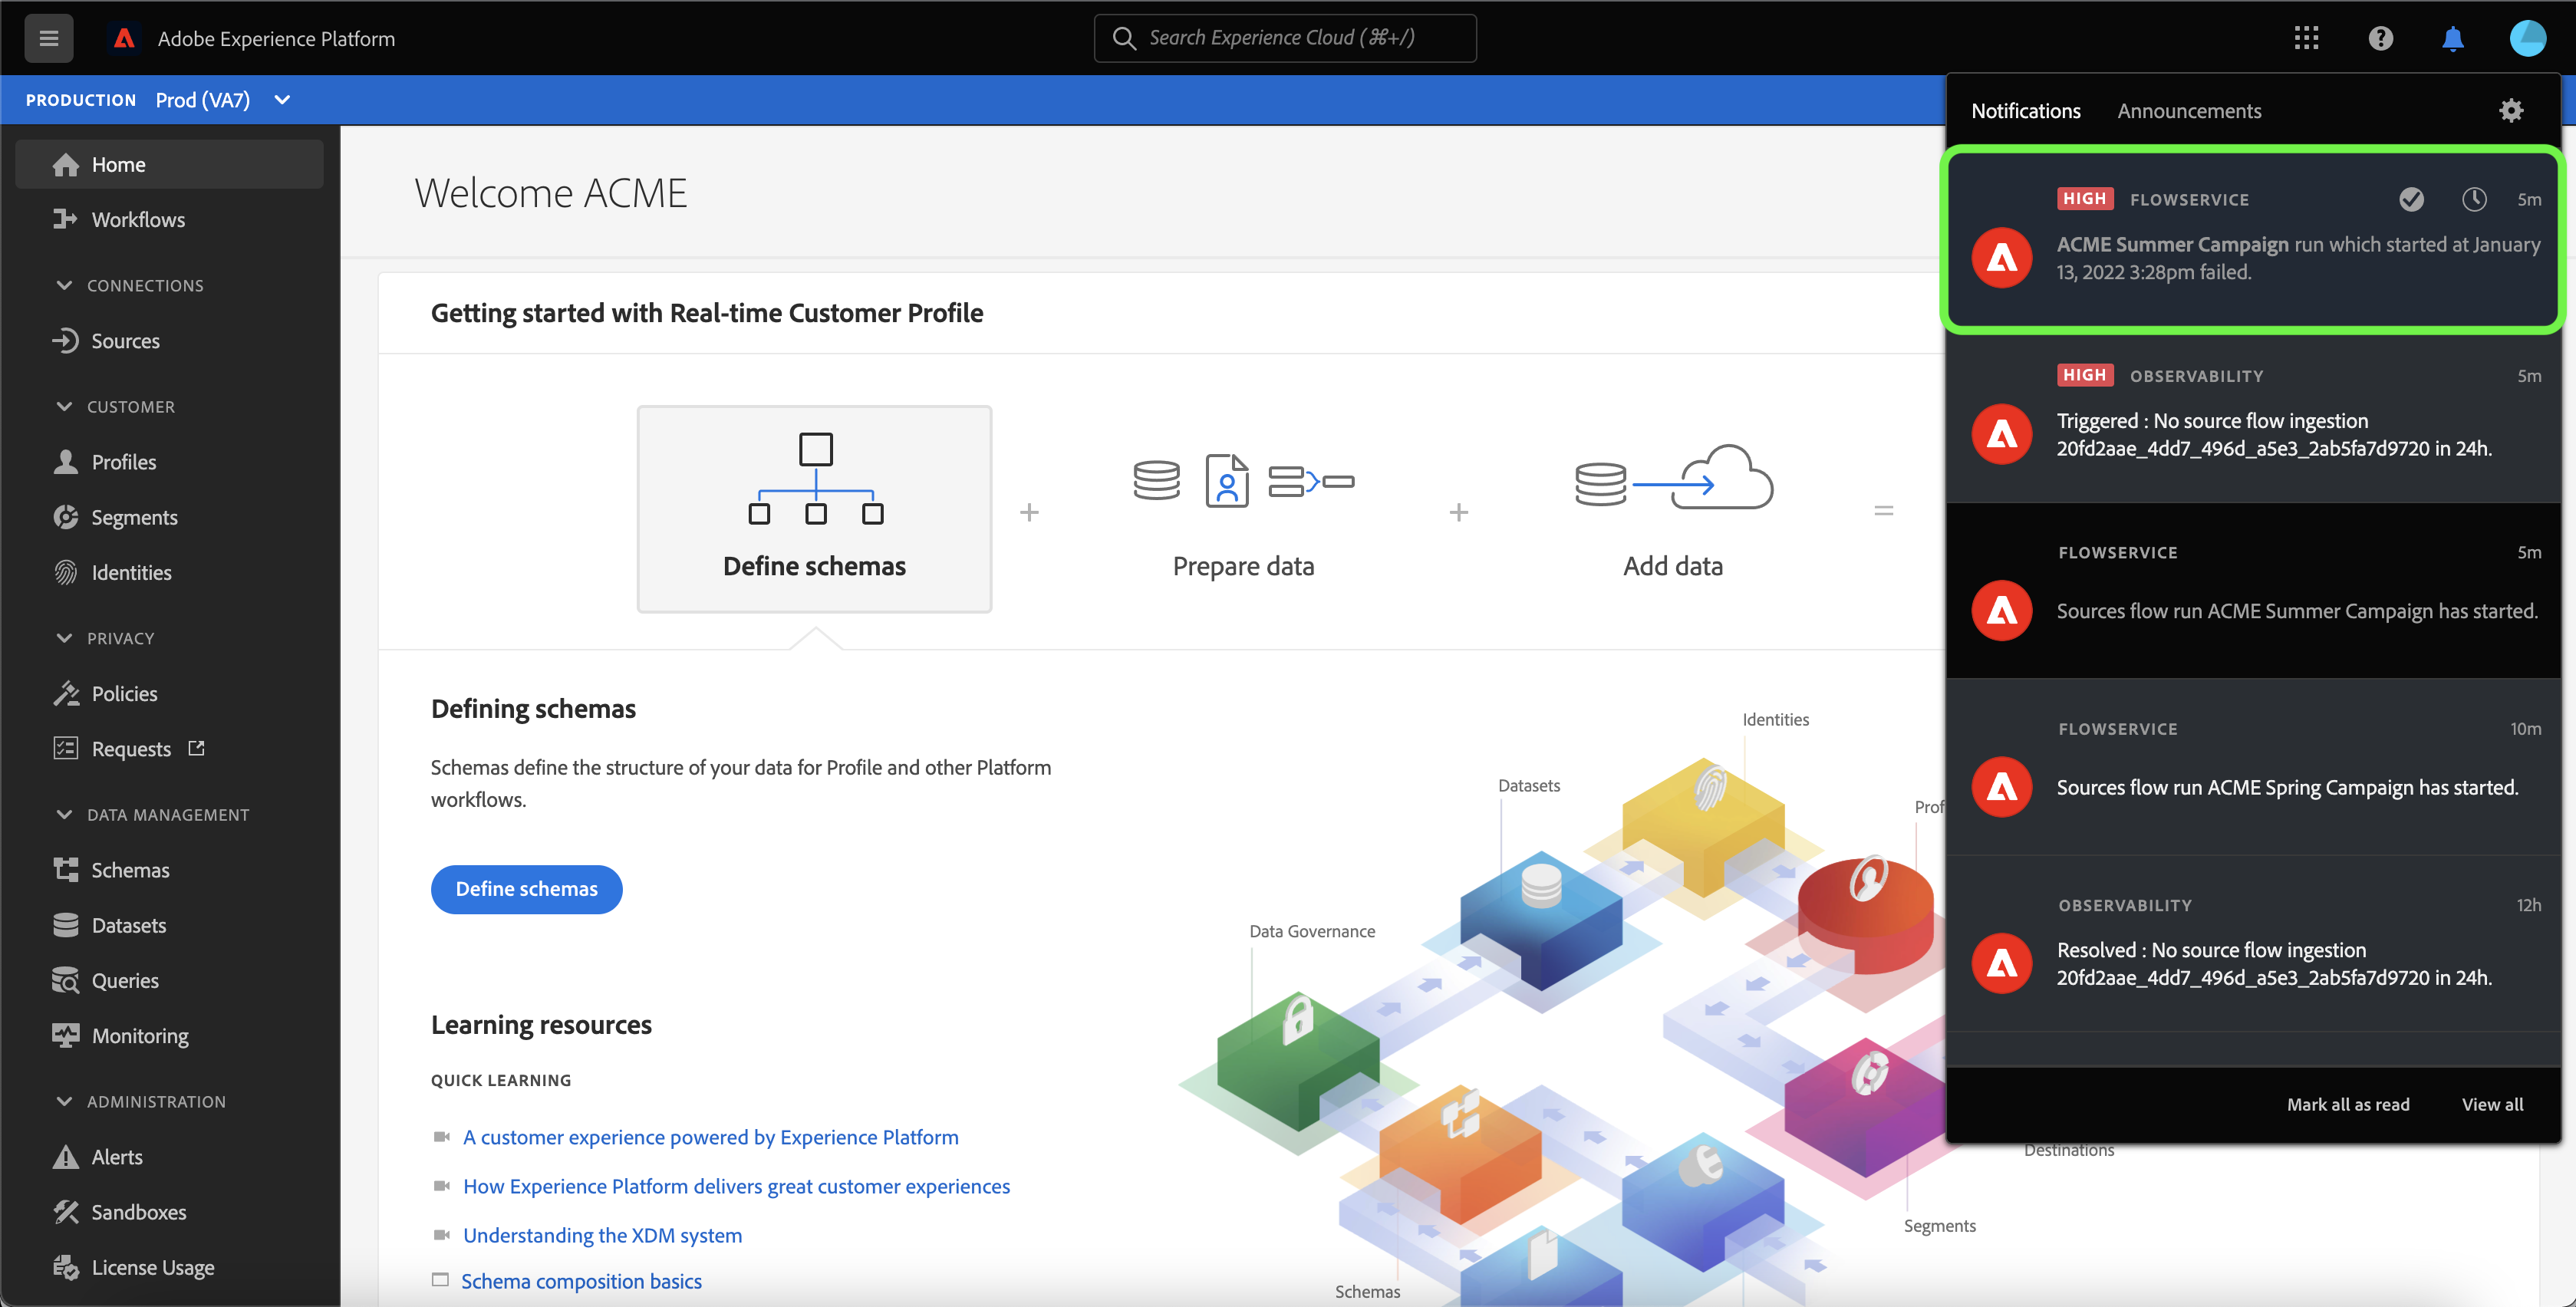 Adobe Experience Platform
Search Experience Cloud (⌘+/)
PRODUCTION Prod (VA7)
Home
Workflows
CONNECTIONS
Sources
CUSTOMER
Profiles
Segments
Identities
PRIVACY
Policies
Requests
DATA MANAGEMENT
Schemas
Datasets
Queries
Monitoring
ADMINISTRATION
Alerts
Sandboxes
License Usage
Welcome ACME
Getting started with Real-time Customer Profile
Define schemas
+
Prepare data
+
Add data
=
Defining schemas
Schemas define the structure of your data for Profile and other Platform
workflows.
Define schemas
Learning resources
QUICK LEARNING
A customer experience powered by Experience Platform
How Experience Platform delivers great customer experiences
Understanding the XDM system
Schema composition basics
Identities
Datasets
Prof
Data Governance
Destinations
Segments
Schemas
Notifications Announcements
HIGH FLOWSERVICE 5m
ACME Summer Campaign run which started at January
13, 2022 3:28pm failed.
HIGH OBSERVABILITY 5m
Triggered : No source flow ingestion
20fd2aae_4dd7_496d_a5e3_2ab5fa7d9720 in 24h.
FLOWSERVICE 5m
Sources flow run ACME Summer Campaign has started.
FLOWSERVICE 10m
Sources flow run ACME Spring Campaign has started.
OBSERVABILITY 12h
Resolved : No source flow ingestion
20fd2aae_4dd7_496d_a5e3_2ab5fa7d9720 in 24h.
Mark all as read View all